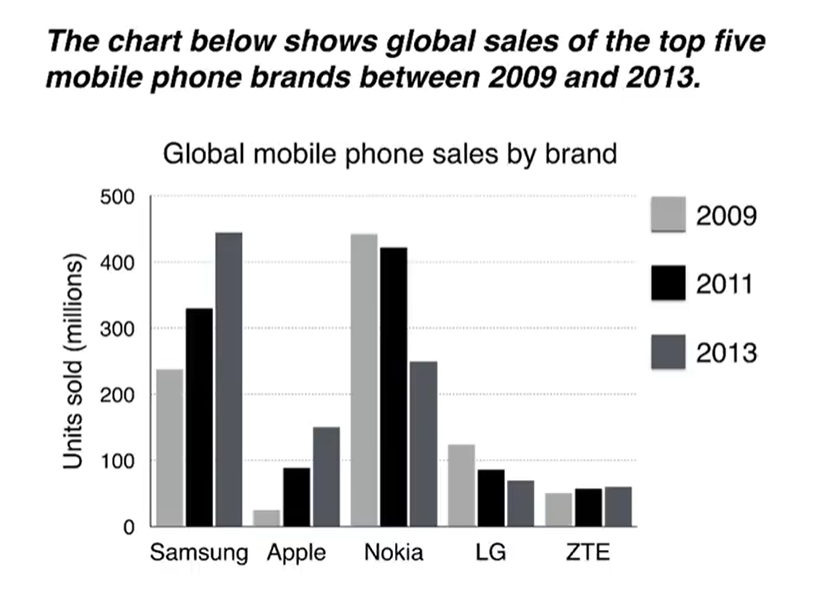 The chart below shows global sales of the top five
mobile phone brands between 2009 and 2013.
Global mobile phone sales by brand
Units sold (millions)
500
400
300
200
100
0
Samsung Apple Nokia LG ZTE
2009
2011
2013